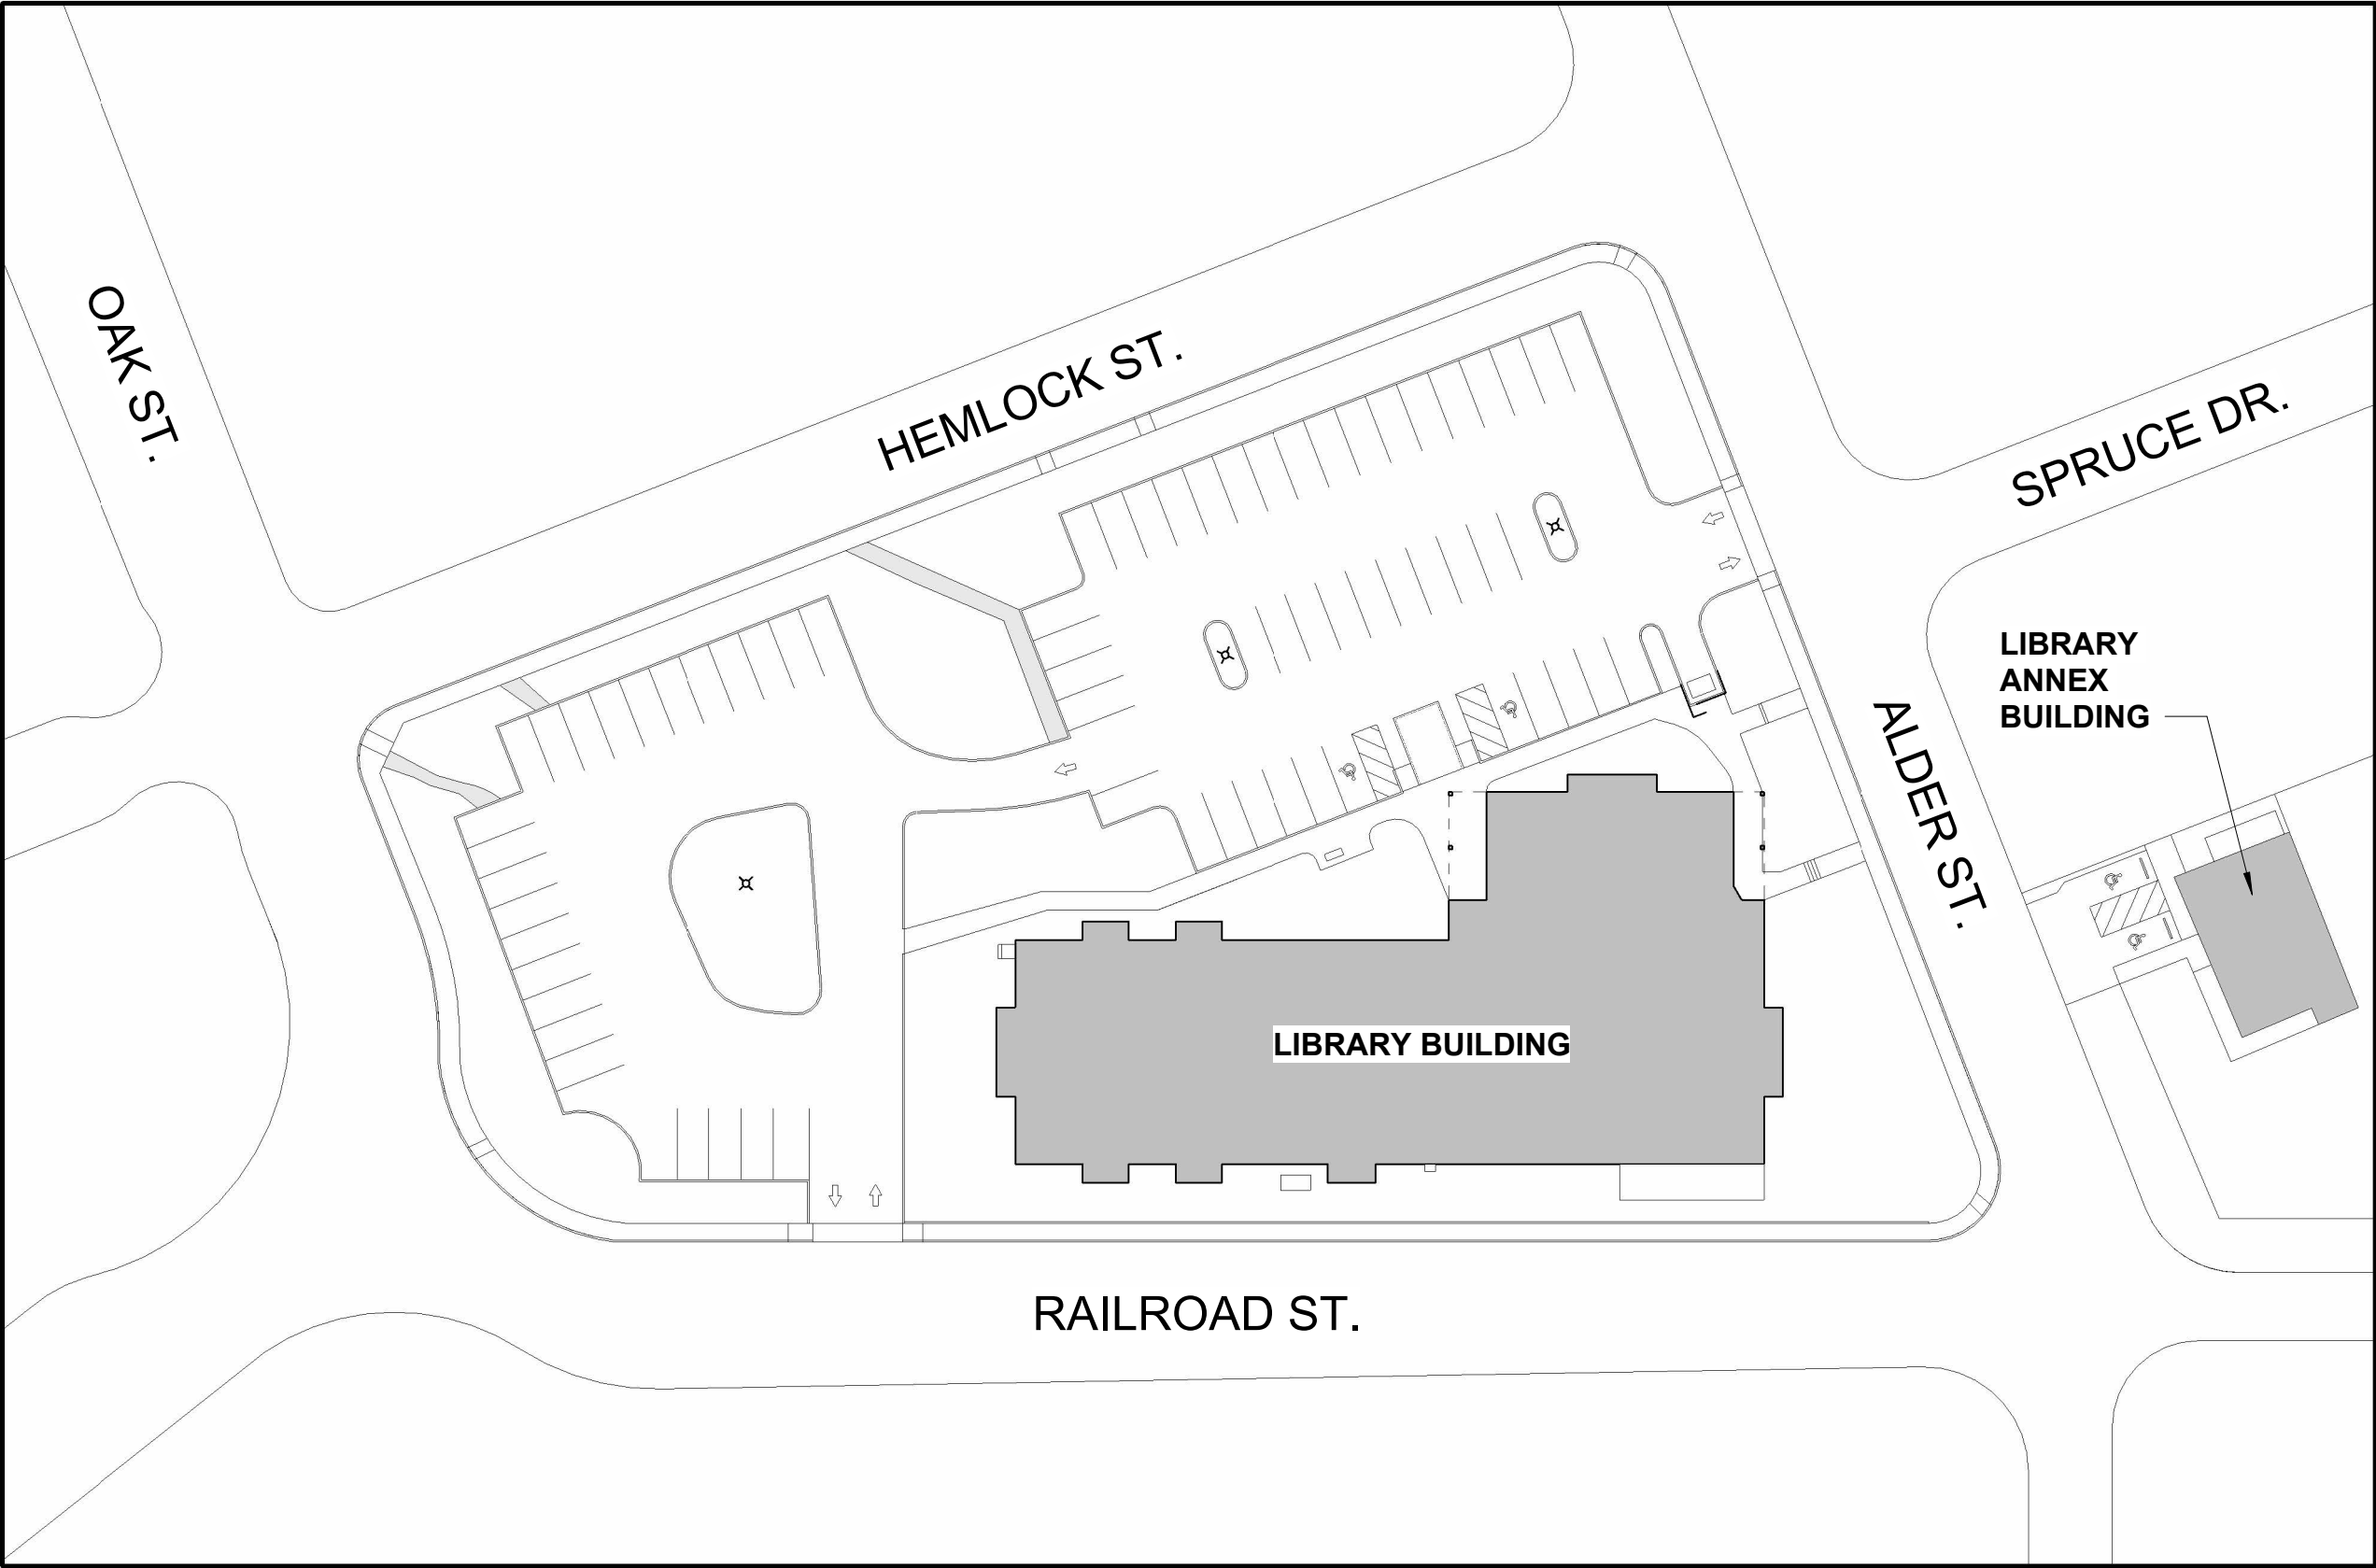 OAK ST.
HEMLOCK ST.
SPRUCE DR.
LIBRARY
ANNEX
BUILDING
ALDER ST.
LIBRARY BUILDING
RAILROAD ST.